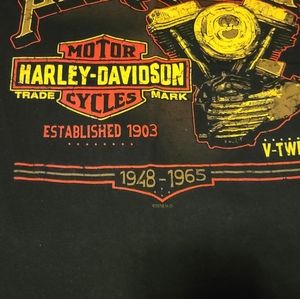 MOTOR
HARLEY-DAVIDSON
TRADE MARK
CYCLES
ESTABLISHED 1903
V-TWI
1948-1965